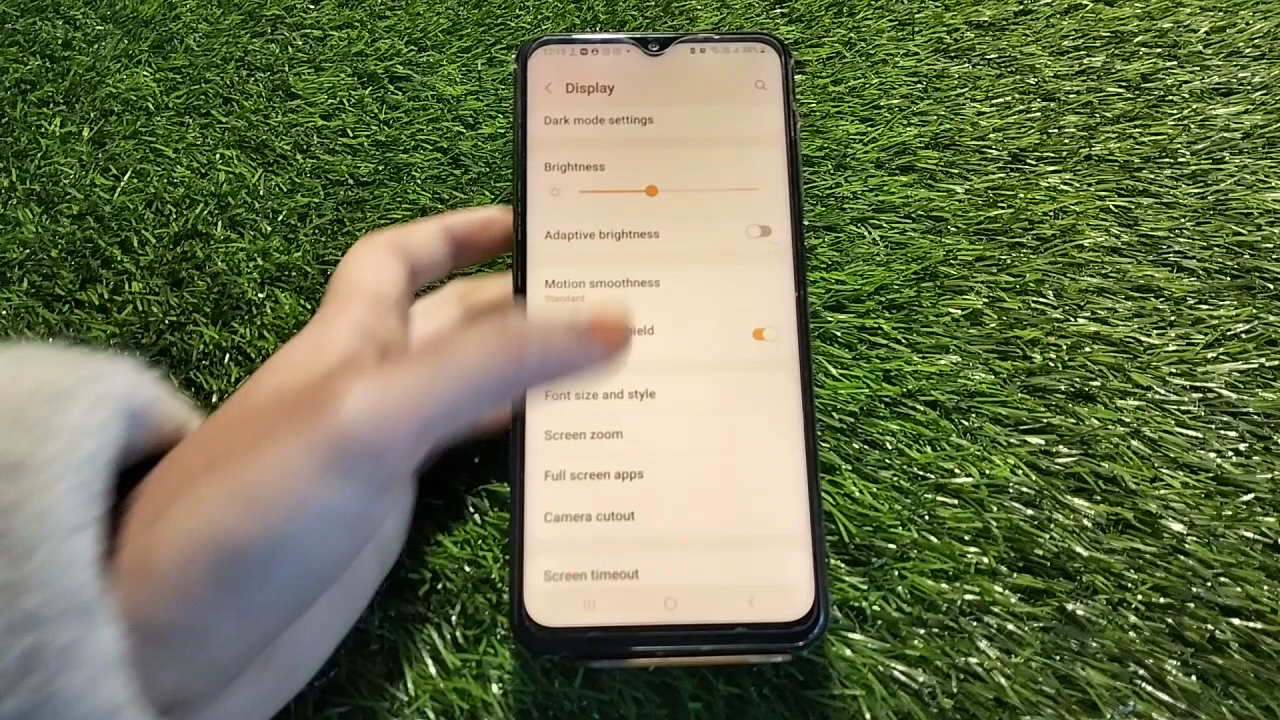 Display
Dark mode settings
Brightness
Adaptive brightness
Motion smoothness
Standard
Font size and style
Screen zoom
Full screen apps
Camera cutout
Screen timeout